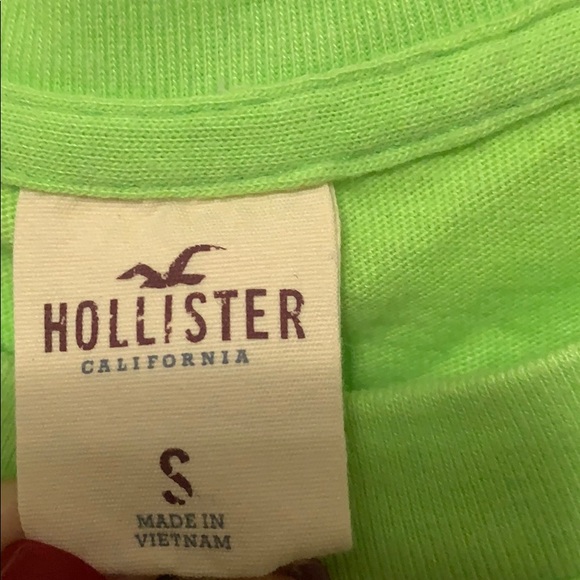 HOLLISTER
CALIFORNIA
S
MADE IN
VIETNAM